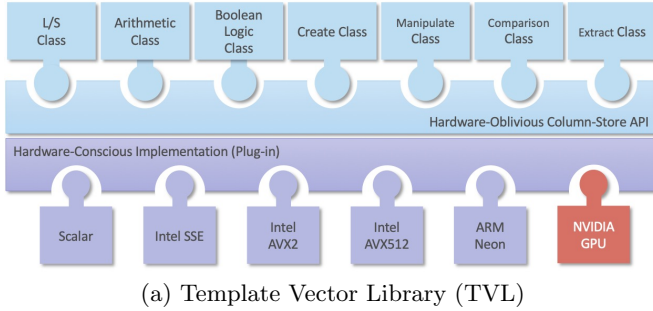 L/S
Class
Arithmetic
Class
Boolean
Logic
Class
Create Class
Manipulate
Class
Comparison
Class
Extract Class
Hardware-Oblivious Column-Store API
Hardware-Conscious Implementation (Plug-in)
Scalar
Intel SSE
Intel
AVX2
Intel
AVX512
ARM
Neon
NVIDIA
GPU
(a) Template Vector Library (TVL)